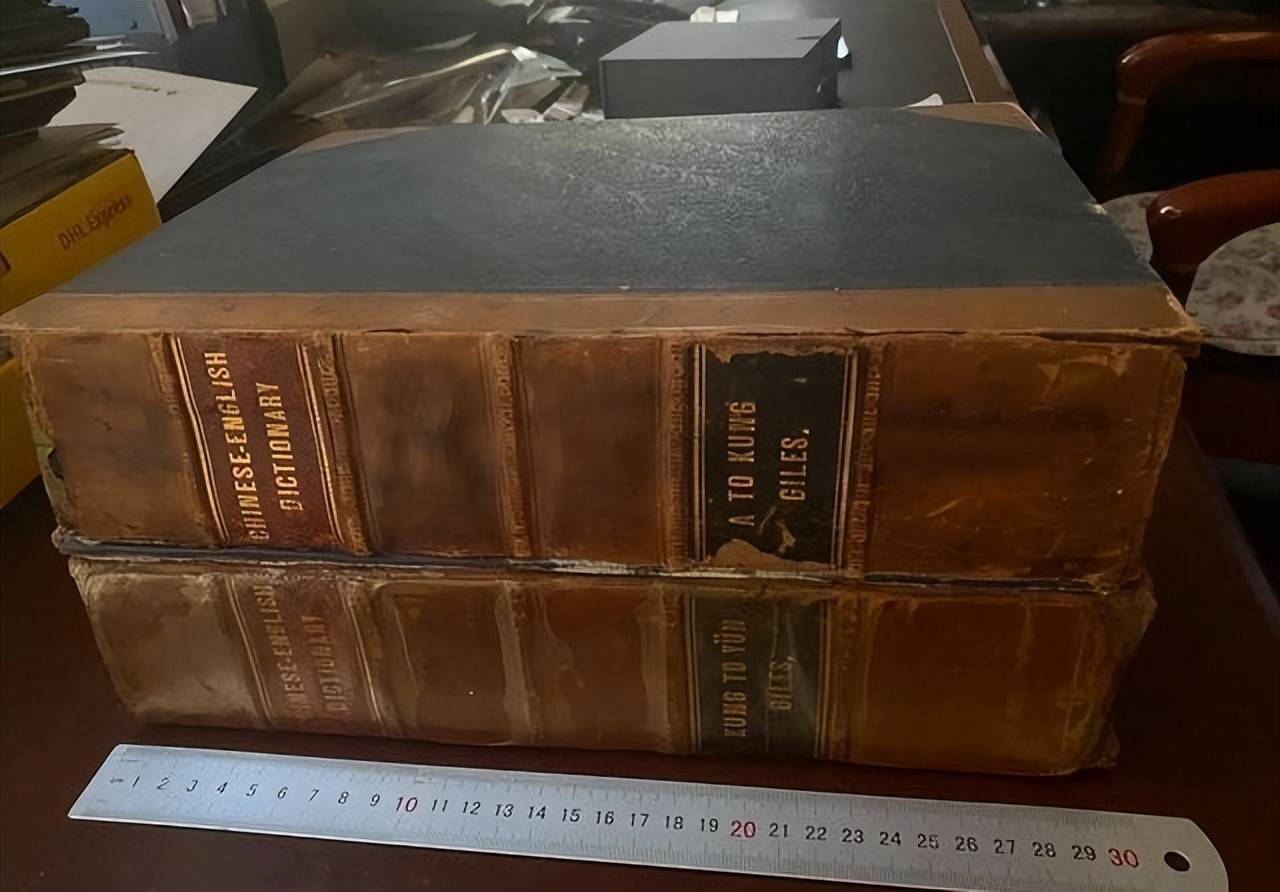 DHL Express
CHINESE-ENGLISH
DICTIONARY
A TO KUNG
GILES.
CHINESE-ENGLISH
DICTIONARY
KUNG TO YÜN
GILES.
1 2 3 4 5 6 7 8 9 10 11 12 13 14 15 16 17 18 19 20 21 22 23 24 25 26 27 28 29 30